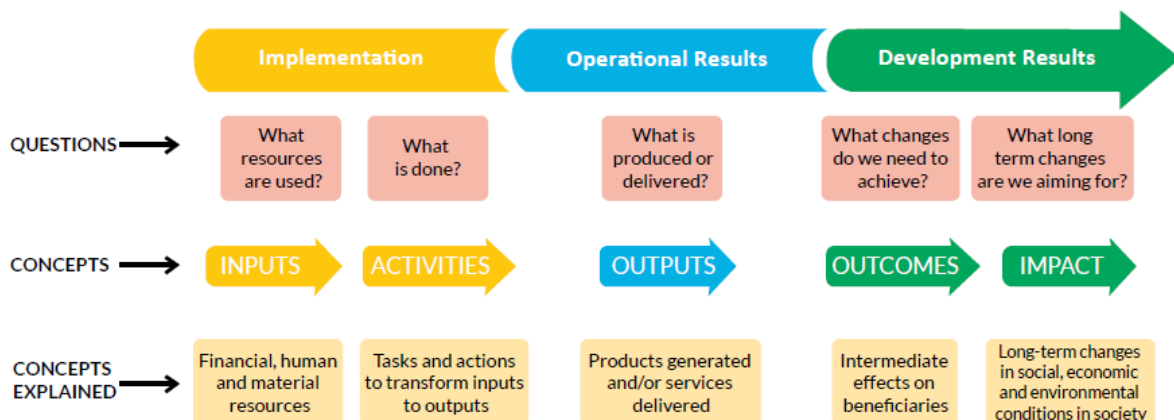 Implementation
Operational Results
Development Results
QUESTIONS
What
resources
are used?
What
is done?
What is
produced or
delivered?
What changes
do we need to
achieve?
What long
term changes
are we aiming for?
CONCEPTS
INPUTS
ACTIVITIES
OUTPUTS
OUTCOMES
IMPACT
CONCEPTS
EXPLAINED
Financial, human
and material
resources
Tasks and actions
to transform inputs
to outputs
Products generated
and/or services
delivered
Intermediate
effects on
beneficiaries
Long-term changes
in social, economic
and environmental
conditions in society